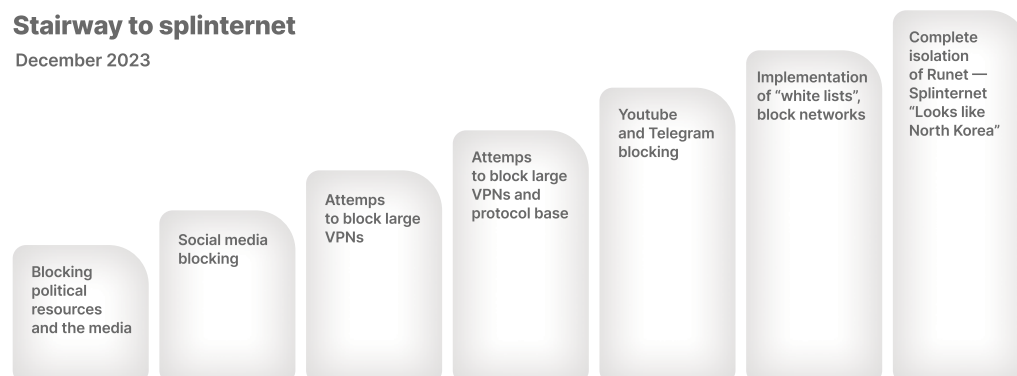 Stairway to splinternet
December 2023
Blocking
political
resources
and the media
Social media
blocking
Attemps
to block large
VPNs
Attemps
to block large
VPNs and
protocol base
Youtube
and Telegram
blocking
Implementation
of “white lists”,
block networks
Complete
isolation
of Runet —
Splinternet
“Looks like
North Korea”